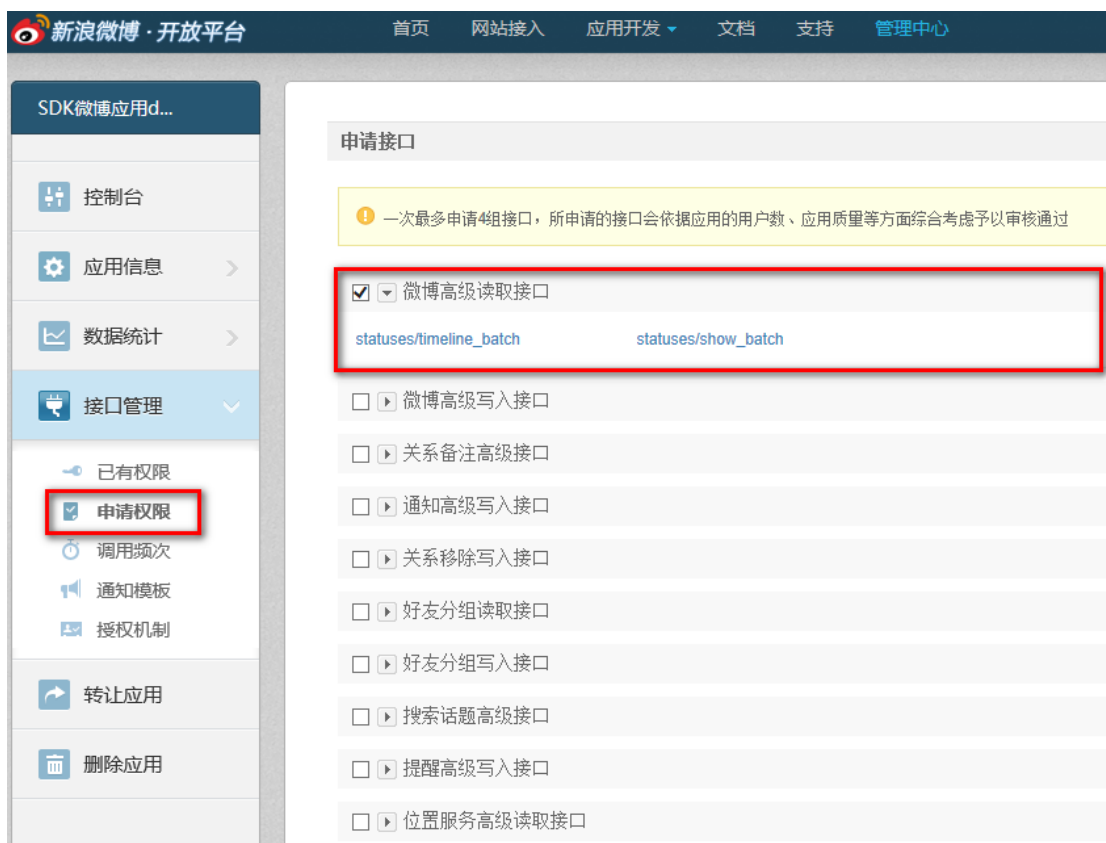 新浪微博 · 开放平台
首页 网站接入 应用开发 文档 支持 管理中心
SDK微博应用d...
控制台
应用信息
数据统计
接口管理
已有权限
申请权限
调用频次
通知模板
授权机制
转让应用
删除应用
申请接口
一次最多申请4组接口，所申请的接口会依据应用的用户数、应用质量等方面综合考虑予以审核通过
微博高级读取接口
statuses/timeline_batch statuses/show_batch
微博高级写入接口
关系备注高级接口
通知高级写入接口
关系移除写入接口
好友分组读取接口
好友分组写入接口
搜索话题高级接口
提醒高级写入接口
位置服务高级读取接口